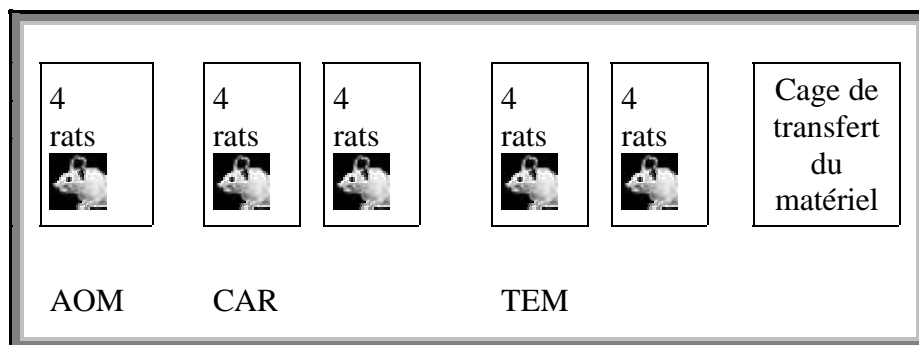 4
rats
4
rats
4
rats
4
rats
4
rats
Cage de
transfert
du
matériel
AOM
CAR
TEM